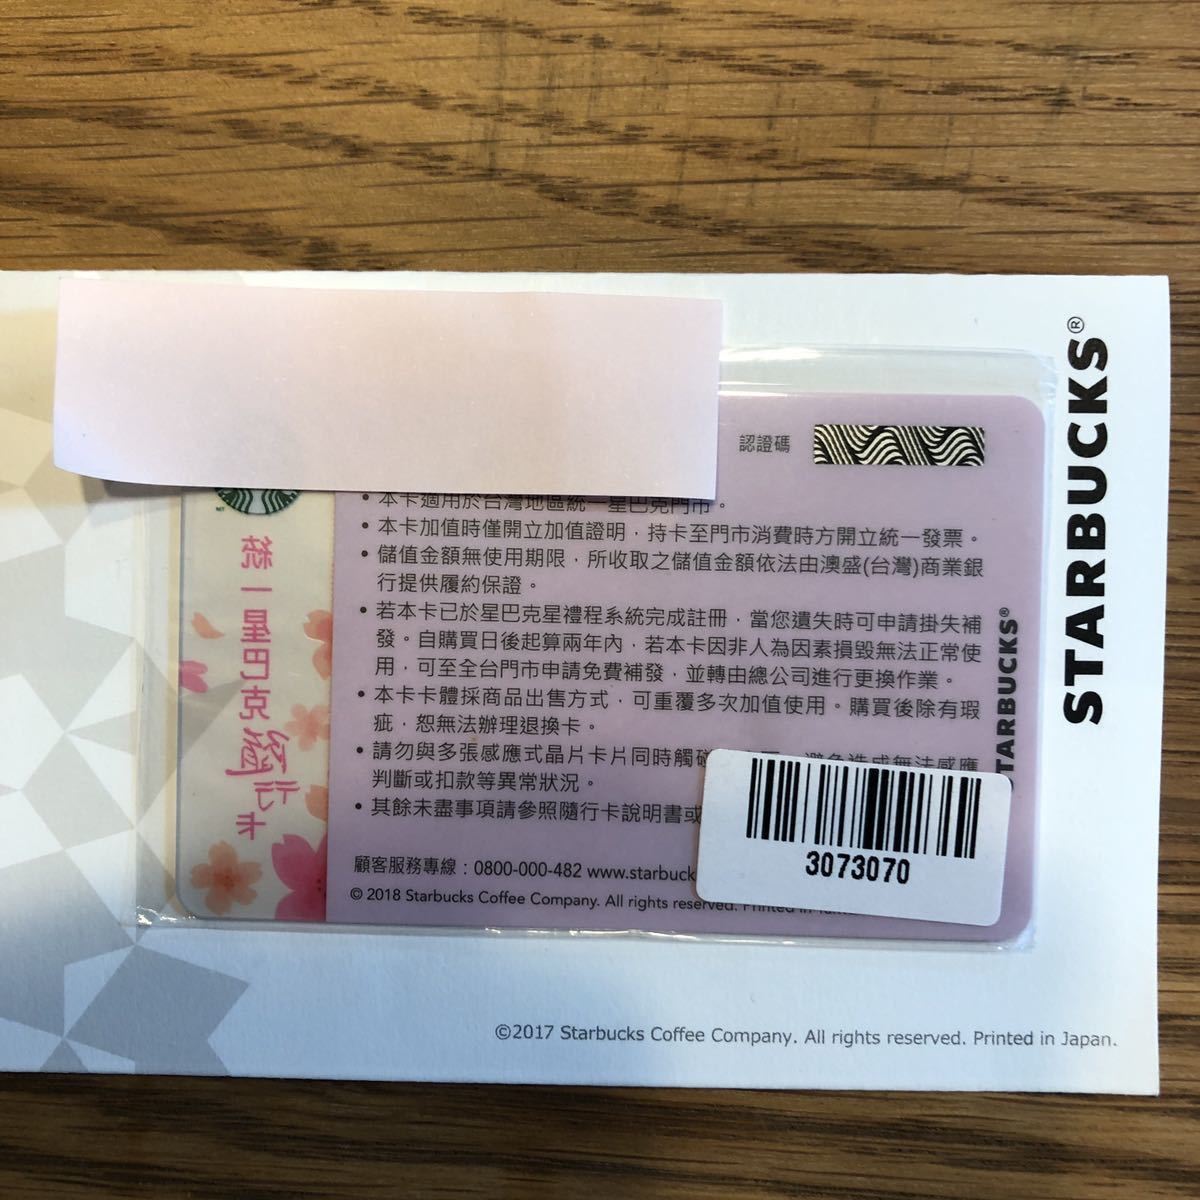 認證碼
• 本卡適用於台灣地區統一星巴克門市。
• 本卡加值時僅開立加值證明，持卡至門市消費時方開立統一發票。
• 儲值金額無使用期限，所收取之儲值金額依法由澳盛(台灣)商業銀
行提供履約保證。
• 若本卡已於星巴克星禮程系統完成註冊，當您遺失時可申請掛失補
發。自購買日後起算兩年內，若本卡因非人為因素損毀無法正常使
用，可至全台門市申請免費補發，並轉由總公司進行更換作業。
• 本卡卡體採商品出售方式，可重覆多次加值使用。購買後除有瑕
疵，恕無法辦理退換卡。
• 請勿與多張感應式晶片卡片同時觸碰 避免造成無法感應
判斷或扣款等異常狀況。
• 其餘未盡事項請參照隨行卡說明書或
顧客服務專線：0800-000-482 www.starbuck
© 2018 Starbucks Coffee Company. All rights reserved. Printed in
統一星巴克隨行卡
STARBUCKS®
3073070
STARBUCKS®
©2017 Starbucks Coffee Company. All rights reserved. Printed in Japan.